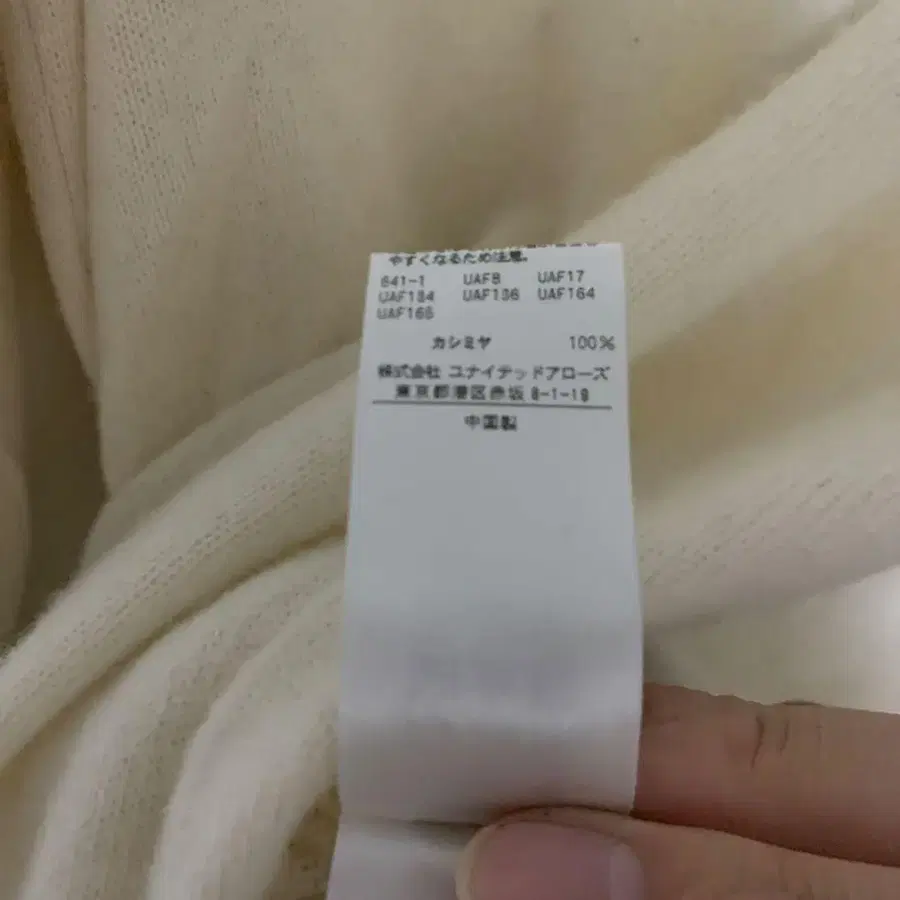 やすくなるため注意。
641-1 UAF8 UAF17
UAF134 UAF136 UAF164
UAF165
カシミヤ 100%
株式会社 ユナイテッドアローズ
東京都港区赤坂 8-1-19
中国製